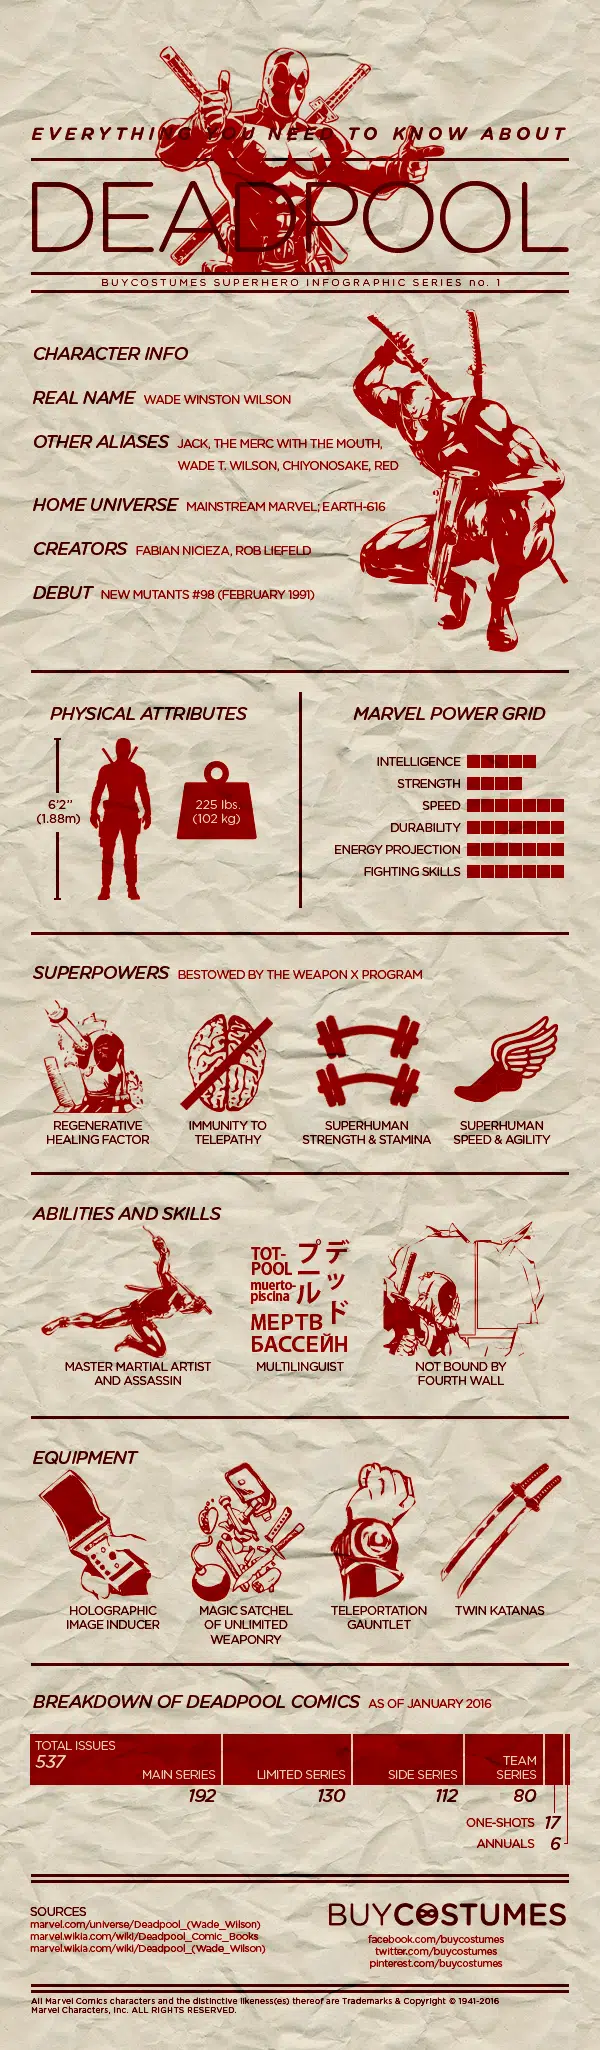 EVERYTHING YOU NEED TO KNOW ABOUT
DEADPOOL
BUYCOSTUMES SUPERHERO INFOGRAPHIC SERIES no. 1
CHARACTER INFO
REAL NAME WADE WINSTON WILSON
OTHER ALIASES JACK, THE MERC WITH THE MOUTH,
WADE T. WILSON, CHIYONOSAKE, RED
HOME UNIVERSE MAINSTREAM MARVEL; EARTH-616
CREATORS FABIAN NICIEZA, ROB LIEFELD
DEBUT NEW MUTANTS #98 (FEBRUARY 1991)
PHYSICAL ATTRIBUTES
6'2"
(1.88m)
225 lbs.
(102 kg)
MARVEL POWER GRID
INTELLIGENCE
STRENGTH
SPEED
DURABILITY
ENERGY PROJECTION
FIGHTING SKILLS
SUPERPOWERS BESTOWED BY THE WEAPON X PROGRAM
REGENERATIVE
HEALING FACTOR
IMMUNITY TO
TELEPATHY
SUPERHUMAN
STRENGTH & STAMINA
SUPERHUMAN
SPEED & AGILITY
ABILITIES AND SKILLS
MASTER MARTIAL ARTIST
AND ASSASSIN
TOT-
POOL
muerto-
piscina
デッド
プール
МЕРТВ
БАССЕЙН
MULTILINGUIST
NOT BOUND BY
FOURTH WALL
EQUIPMENT
HOLOGRAPHIC
IMAGE INDUCER
MAGIC SATCHEL
OF UNLIMITED
WEAPONRY
TELEPORTATION
GAUNTLET
TWIN KATANAS
BREAKDOWN OF DEADPOOL COMICS AS OF JANUARY 2016
TOTAL ISSUES
537
MAIN SERIES
192
LIMITED SERIES
130
SIDE SERIES
112
TEAM
SERIES
80
ONE-SHOTS 17
ANNUALS 6
SOURCES
marvel.com/universe/Deadpool_(Wade_Wilson)
marvel.wikia.com/wiki/Deadpool_Comic_Books
marvel.wikia.com/wiki/Deadpool_(Wade_Wilson)
BUYCOSTUMES
facebook.com/buycostumes
twitter.com/buycostumes
pinterest.com/buycostumes
All Marvel Comics characters and the distinctive likeness(es) thereof are Trademarks & Copyright © 1941-2016
Marvel Characters, Inc. ALL RIGHTS RESERVED.